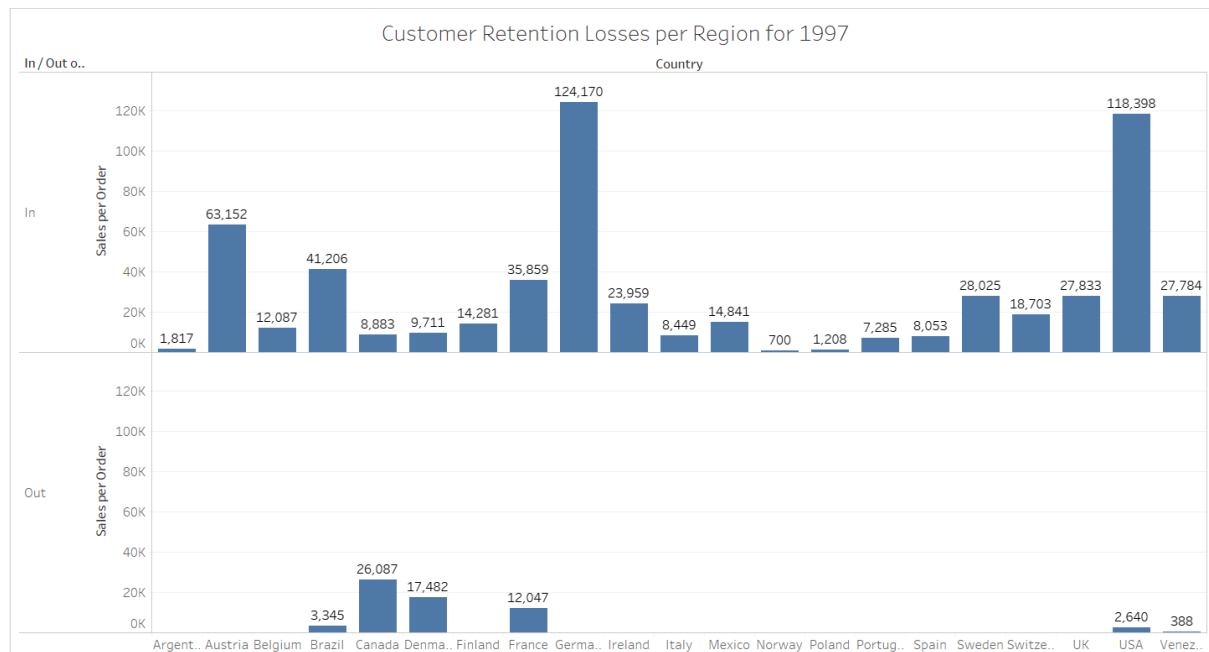 Customer Retention Losses per Region for 1997
In / Out o..
Country
In
Sales per Order
120K
100K
80K
60K
40K
20K
0K
1,817
63,152
12,087
41,206
8,883
9,711
14,281
35,859
124,170
23,959
8,449
14,841
700
1,208
7,285
8,053
28,025
18,703
27,833
118,398
27,784
Out
Sales per Order
120K
100K
80K
60K
40K
20K
0K
3,345
26,087
17,482
12,047
2,640
388
Argent.. Austria Belgium Brazil Canada Denma.. Finland France Germa.. Ireland Italy Mexico Norway Poland Portug.. Spain Sweden Switze.. UK USA Venez..